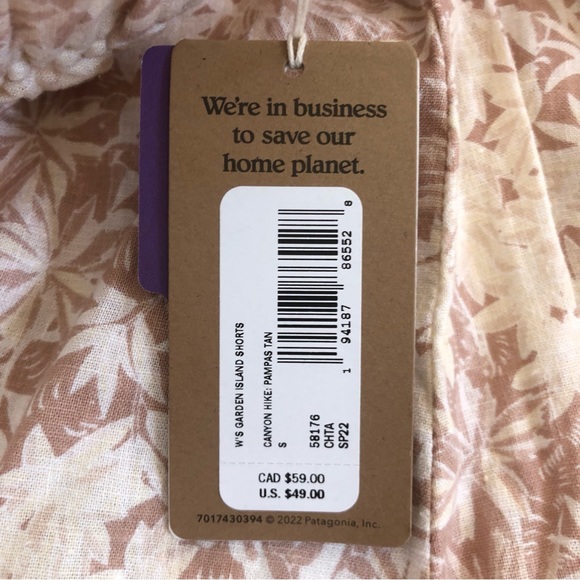 We're in business
to save our
home planet.
W'S GARDEN ISLAND SHORTS
CANYON HIKE: PAMPAS TAN
S
58176
CHTA
SP22
1 94187 86552 8
CAD $59.00
U.S. $49.00
7017430394 © 2022 Patagonia, Inc.